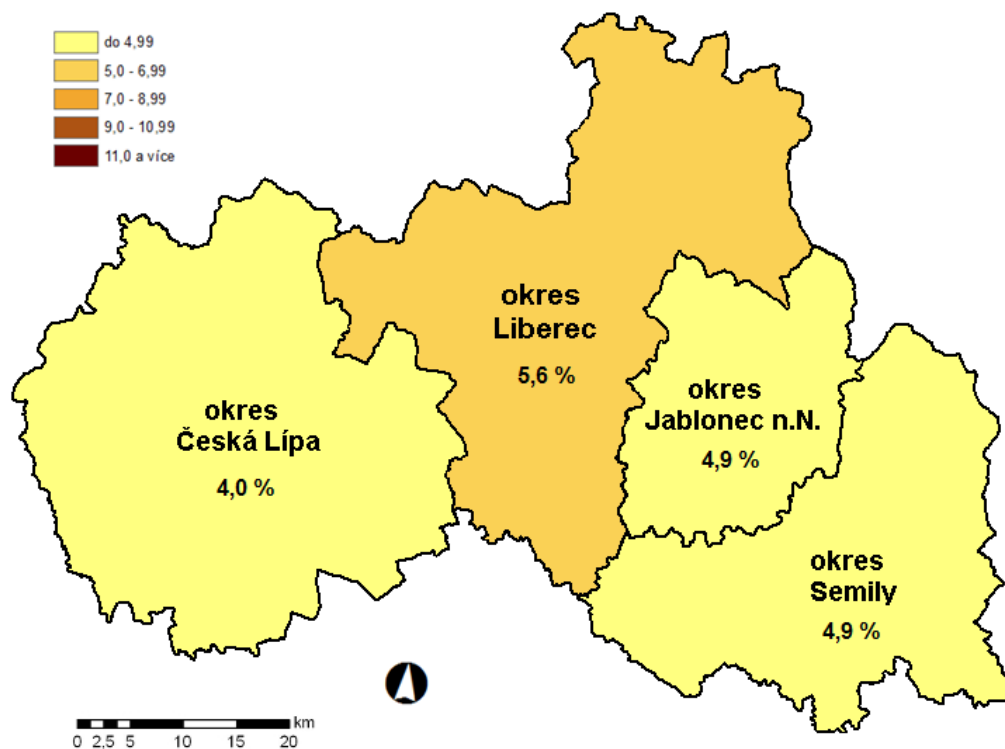 do 4,99
5,0 - 6,99
7,0 - 8,99
9,0 - 10,99
11,0 a více
okres
Liberec
5,6 %
okres
Jablonec n.N.
4,9 %
okres
Česká Lípa
4,0 %
okres
Semily
4,9 %
km
0 2,5 5 10 15 20